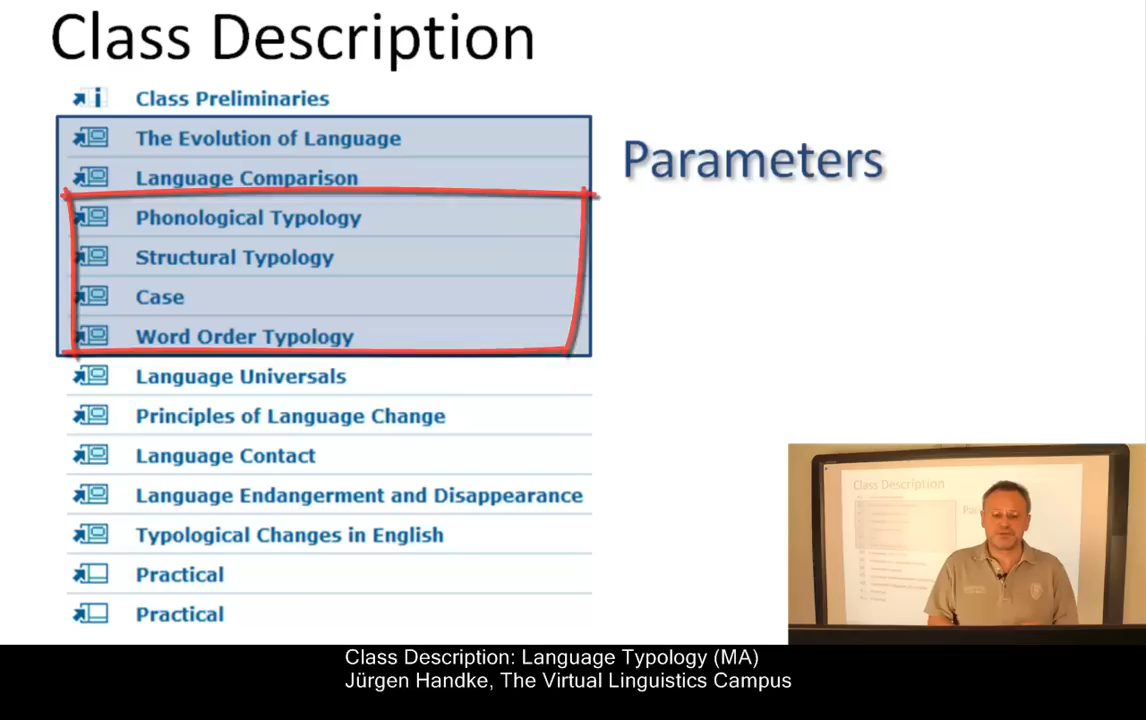 Class Description
Class Preliminaries
The Evolution of Language
Language Comparison
Phonological Typology
Structural Typology
Case
Word Order Typology
Language Universals
Principles of Language Change
Language Contact
Language Endangerment and Disappearance
Typological Changes in English
Practical
Practical
Parameters
Class Description
Class Description: Language Typology (MA)
Jürgen Handke, The Virtual Linguistics Campus